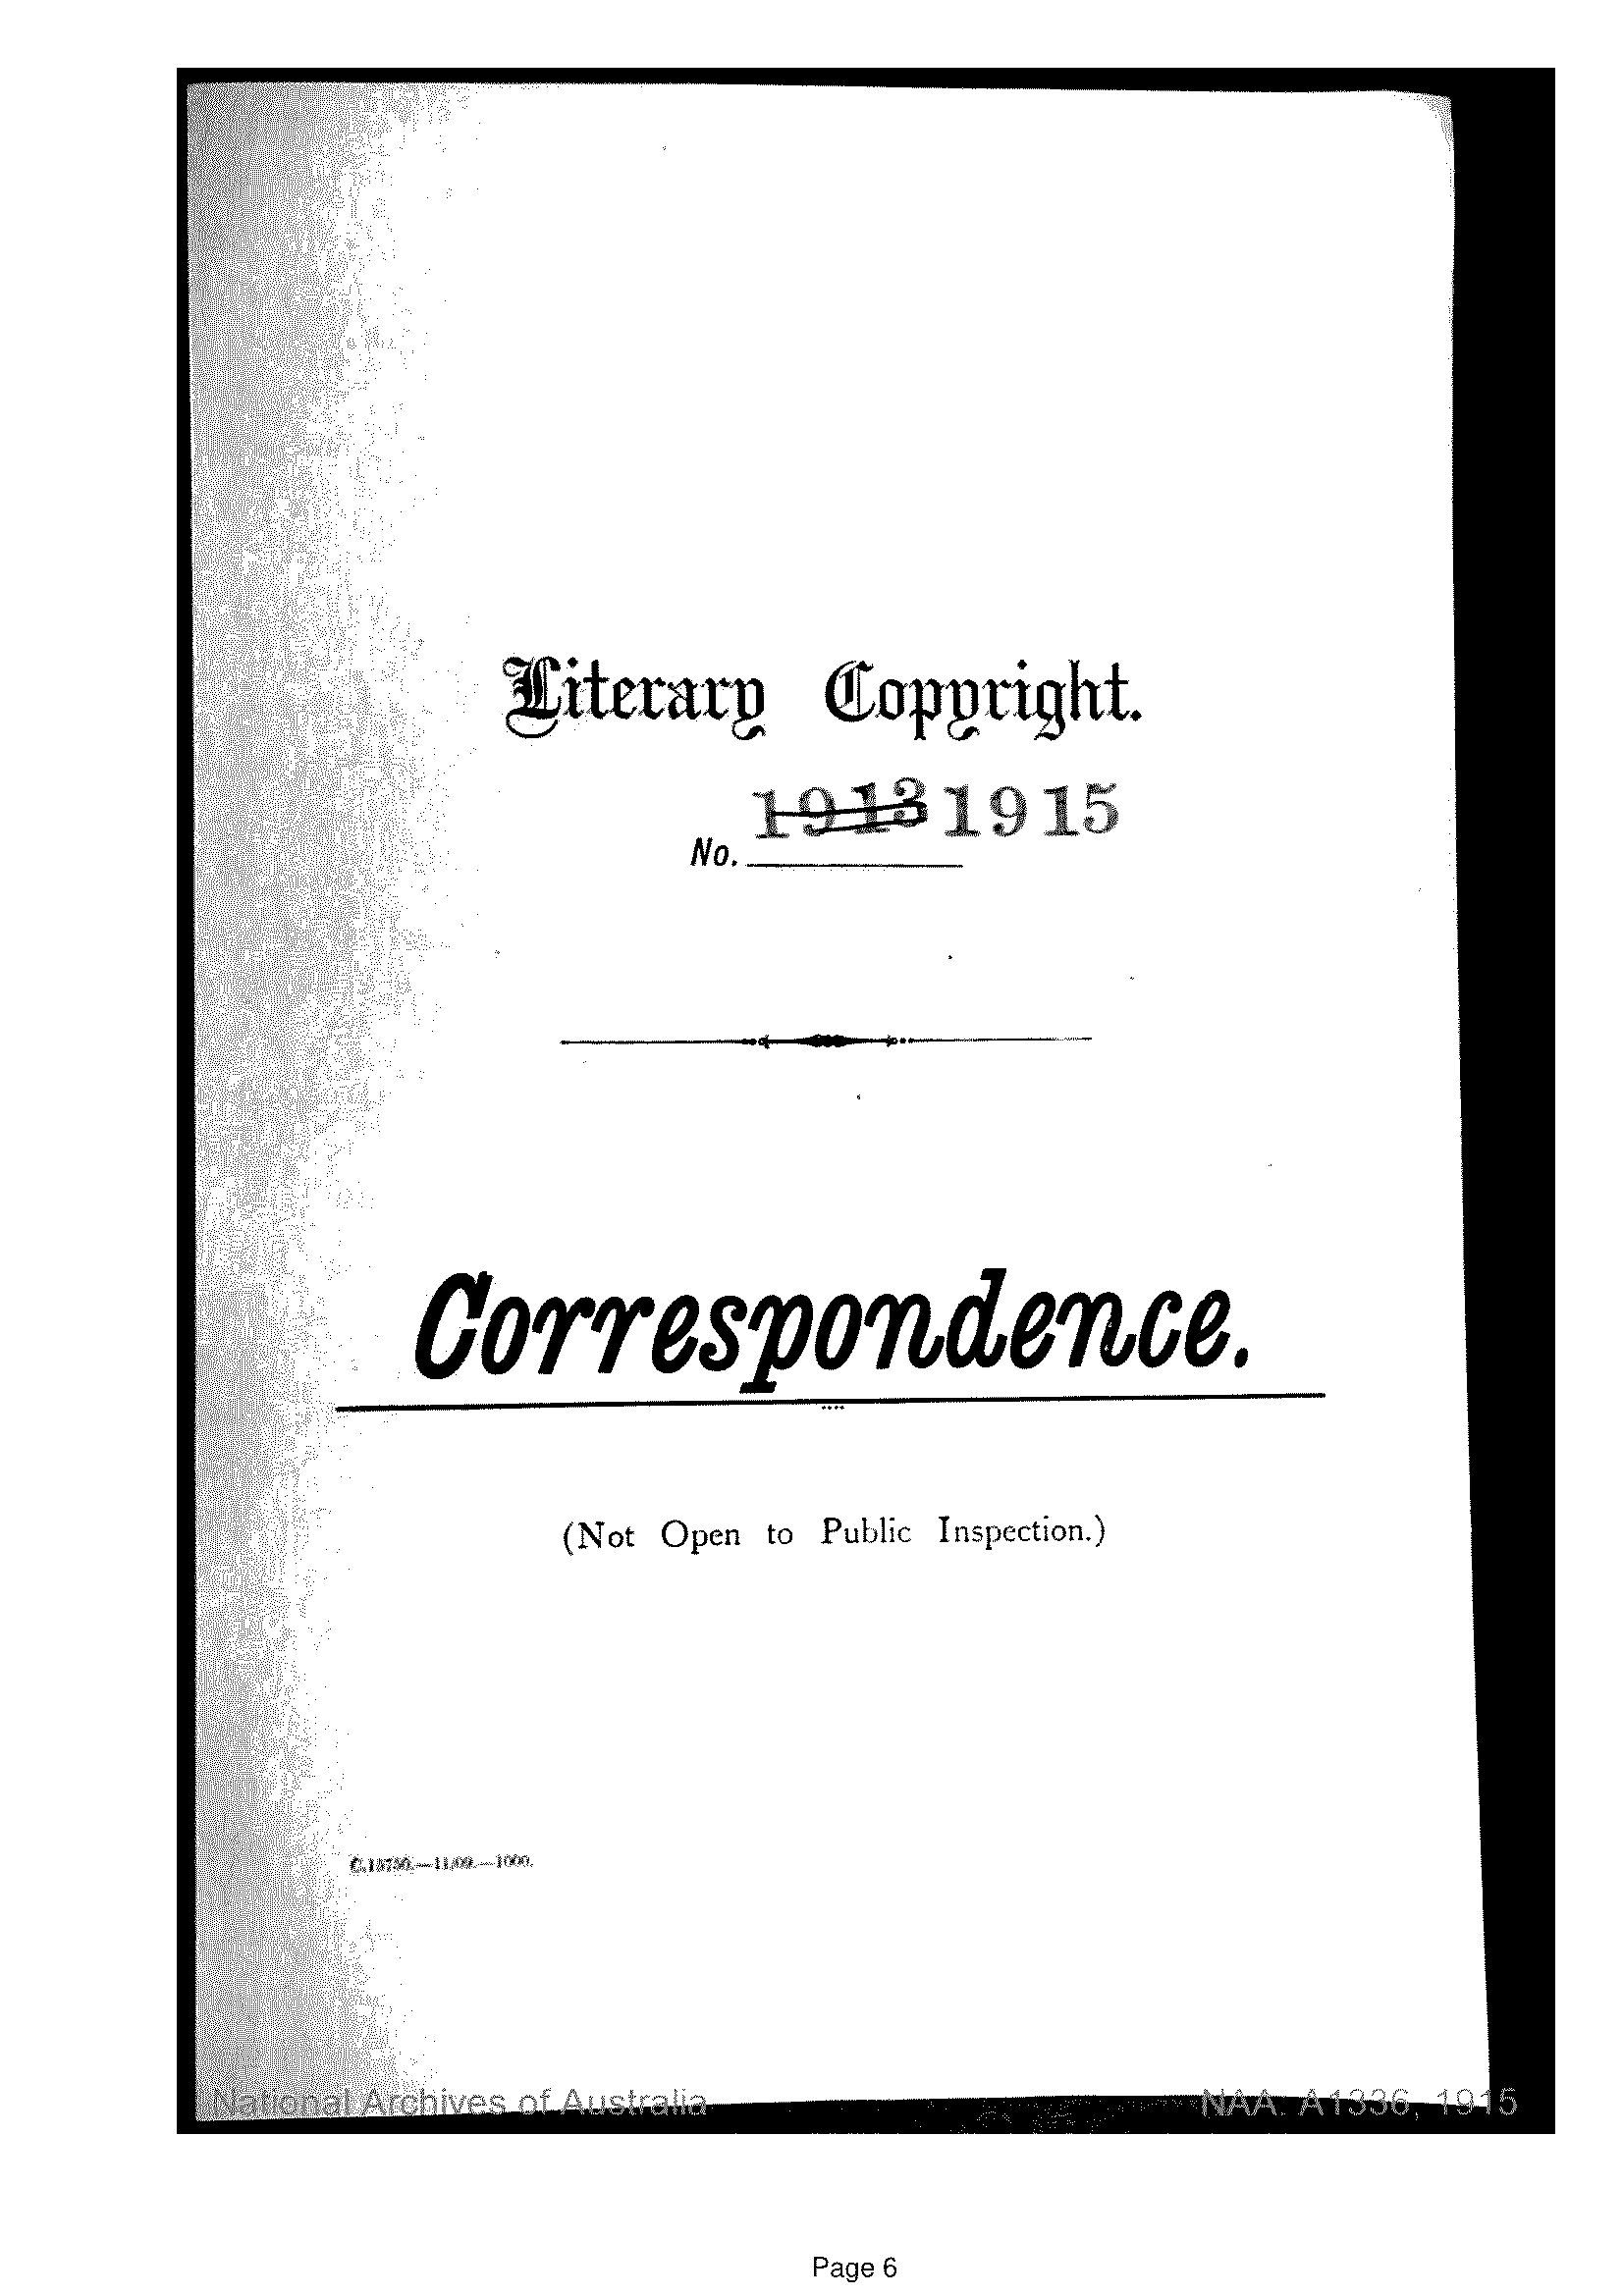 Literary Copyright.
1913 1915
No.
Correspondence.
(Not Open to Public Inspection.)
C.13750.—11/09.—1000.
National Archives of Australia NAA: A1336, 1915
Page 6